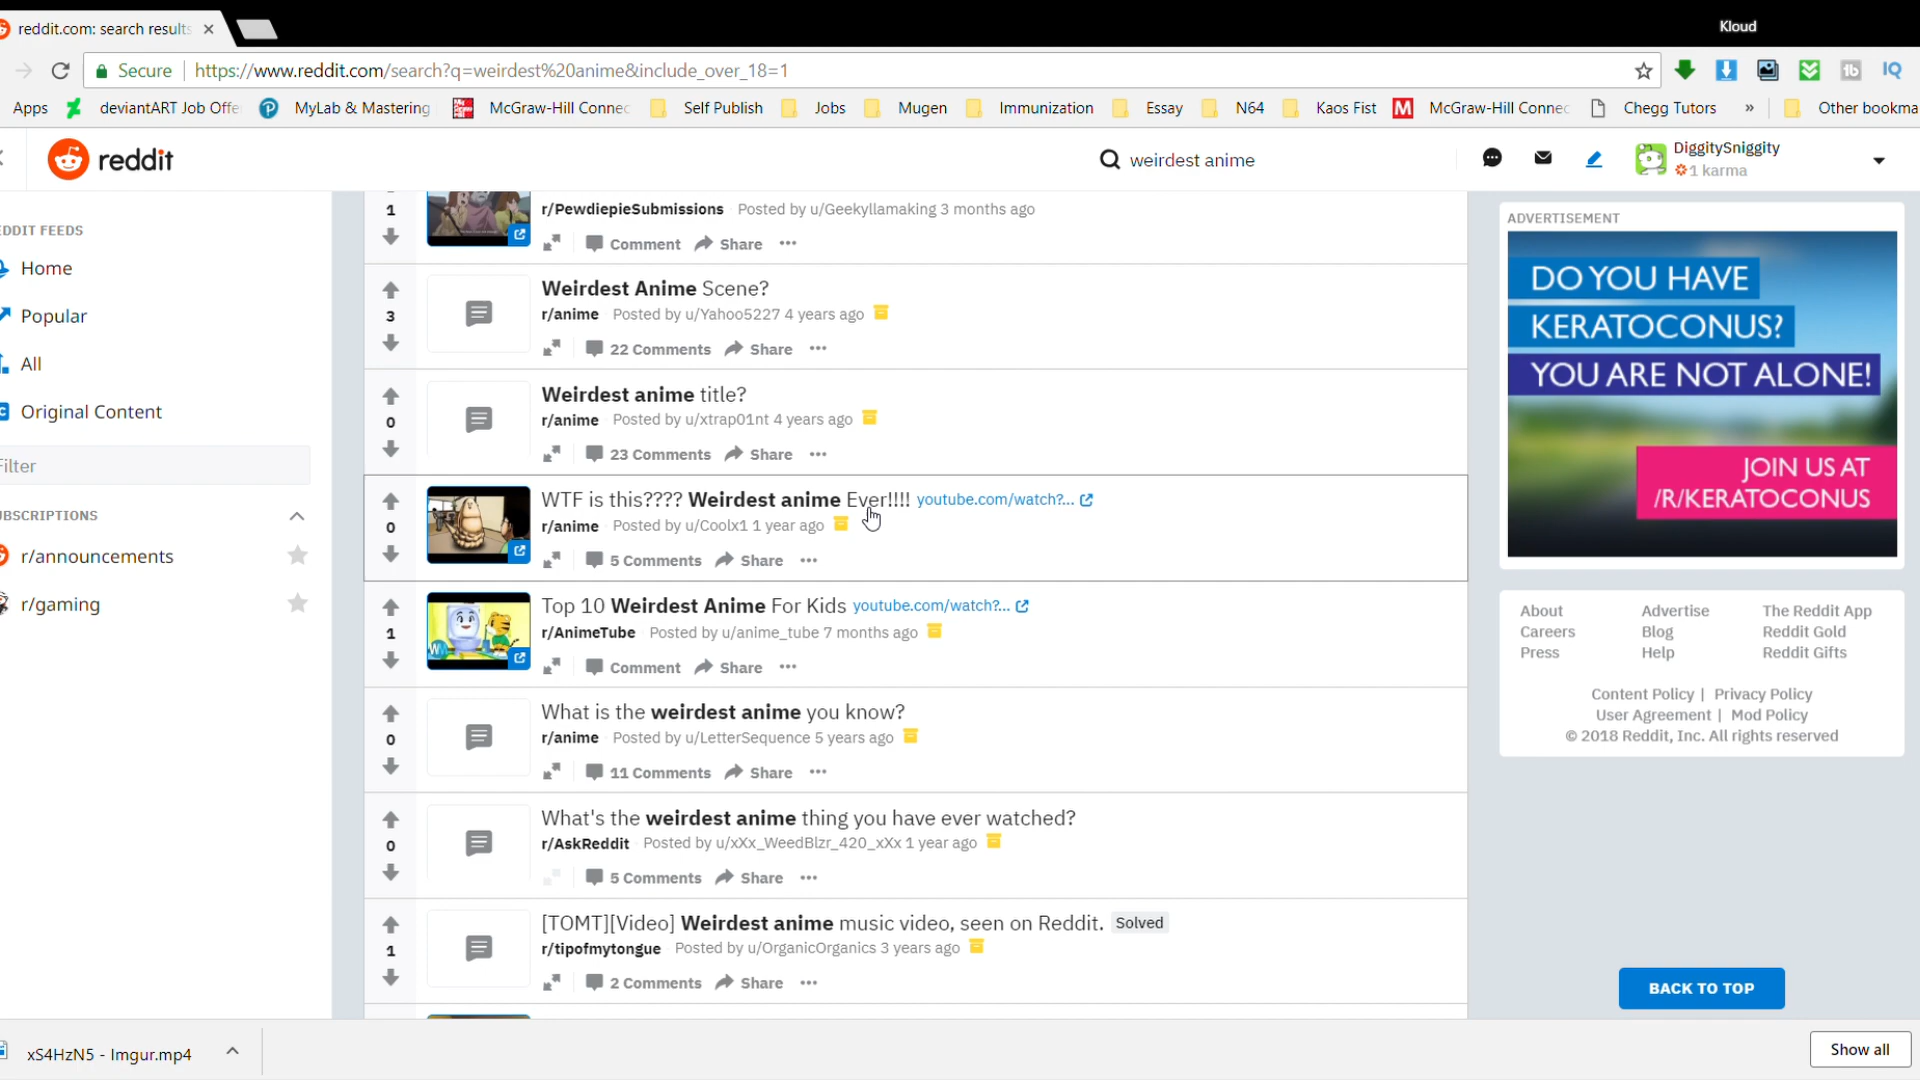 reddit.com: search results
Kloud
Secure https://www.reddit.com/search?q=weirdest%20anime&include_over_18=1
Apps deviantART Job Offe MyLab & Mastering McGraw-Hill Connec Self Publish Jobs Mugen Immunization Essay N64 Kaos Fist McGraw-Hill Connec Chegg Tutors » Other bookma
reddit
weirdest anime
DiggitySniggity
1 karma
DDIT FEEDS
Home
Popular
All
Original Content
Filter
UBSCRIPTIONS
r/announcements
r/gaming
1
r/PewdiepieSubmissions Posted by u/Geekyllamaking 3 months ago
Comment Share
Weirdest Anime Scene?
3
r/anime Posted by u/Yahoo5227 4 years ago
22 Comments Share
Weirdest anime title?
0
r/anime Posted by u/xtrap01nt 4 years ago
23 Comments Share
WTF is this???? Weirdest anime Ever!!!! youtube.com/watch?...
0
r/anime Posted by u/Coolx1 1 year ago
5 Comments Share
Top 10 Weirdest Anime For Kids youtube.com/watch?...
1
r/AnimeTube Posted by u/anime_tube 7 months ago
Comment Share
What is the weirdest anime you know?
0
r/anime Posted by u/LetterSequence 5 years ago
11 Comments Share
What's the weirdest anime thing you have ever watched?
0
r/AskReddit Posted by u/xXx_WeedBlzr_420_xXx 1 year ago
5 Comments Share
[TOMT][Video] Weirdest anime music video, seen on Reddit. Solved
1
r/tipofmytongue Posted by u/OrganicOrganics 3 years ago
2 Comments Share
ADVERTISEMENT
DO YOU HAVE
KERATOCONUS?
YOU ARE NOT ALONE!
JOIN US AT
/R/KERATOCONUS
About Advertise The Reddit App
Careers Blog Reddit Gold
Press Help Reddit Gifts
Content Policy | Privacy Policy
User Agreement | Mod Policy
© 2018 Reddit, Inc. All rights reserved
BACK TO TOP
xS4HzN5 - Imgur.mp4
Show all